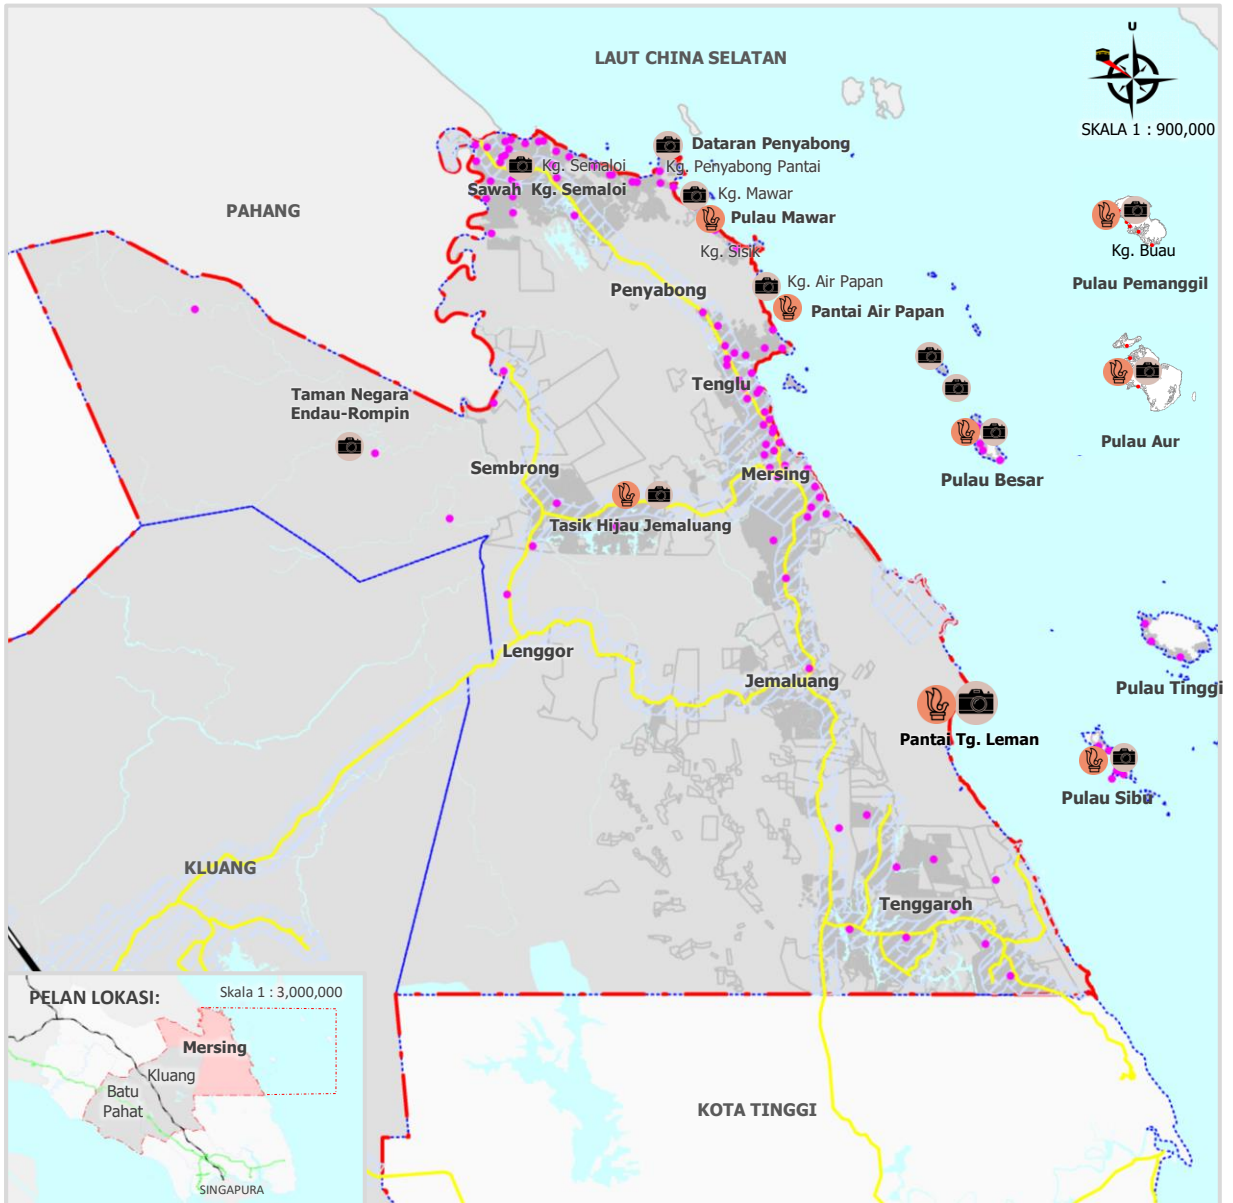 U
LAUT CHINA SELATAN
SKALA 1 : 900,000
Dataran Penyabong
Kg. Semaloi
Kg. Penyabong Pantai
Sawah Kg. Semaloi
Kg. Mawar
PAHANG
Pulau Mawar
Kg. Sisik
Kg. Buau
Kg. Air Papan
Pulau Pemanggil
Penyabong
Pantai Air Papan
Tenglu
Taman Negara
Endau-Rompin
Pulau Aur
Sembrong
Mersing
Pulau Besar
Tasik Hijau Jemaluang
Lenggor
Jemaluang
Pulau Tinggi
Pantai Tg. Leman
Pulau Sibu
KLUANG
Tenggaroh
PELAN LOKASI:
Skala 1 : 3,000,000
Mersing
Kluang
Batu
Pahat
SINGAPURA
KOTA TINGGI